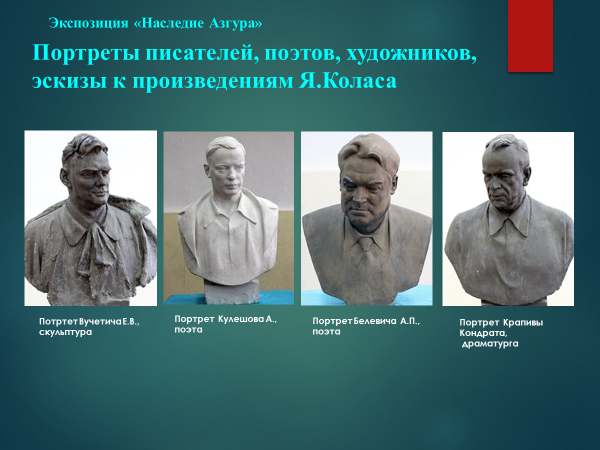 Экспозиция «Наследие Азгура»
Портреты писателей, поэтов, художников,
эскизы к произведениям Я.Коласа
Потртет Вучетича Е.В.,
скульптура
Портрет Кулешова А.,
поэта
Портрет Белевича А.П.,
поэта
Портрет Крапивы
Кондрата,
драматурга